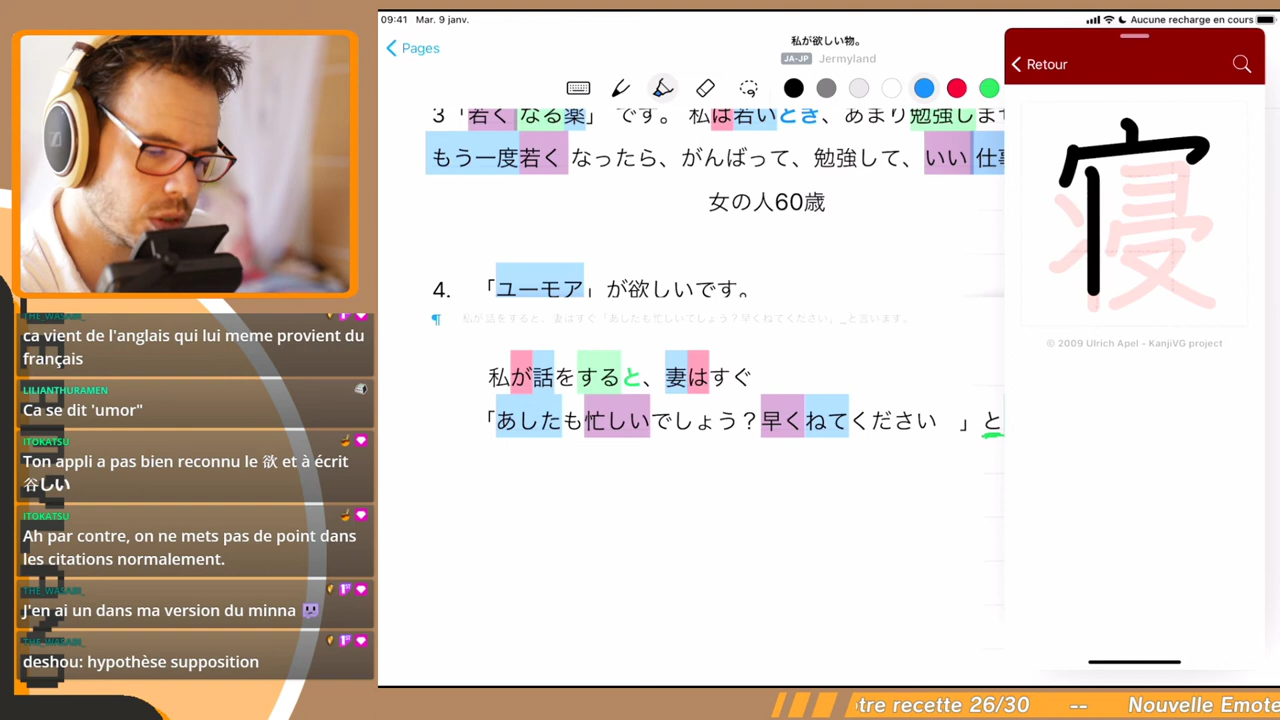 09:41 Mar. 9 janv.
Aucune recharge en cours
Pages
私が欲しい物。
JA-JP Jermyland
Retour
3「若くなる薬」 です。 私は若いとき、あまり勉強しませ
もう一度若くなったら、がんばって、勉強して、いい仕事
女の人60歳
4. 「ユーモア」が欲しいです。
¶ 私が話をすると、妻はすぐ「あしたも忙しいでしょう?早くねてください」_と言います。
私が話をすると、妻はすぐ
「あしたも忙しいでしょう?早くねてください 」と
寝
© 2009 Ulrich Apel - KanjiVG project
THE_WASABI_
ca vient de l'anglais qui lui meme provient du
français
LILIANTHURAMEN
Ca se dit 'umor"
ITOKATSU
Ton appli a pas bien reconnu le 欲 et à écrit
谷しい
ITOKATSU
Ah par contre, on ne mets pas de point dans
les citations normalement.
THE_WASABI_
J'en ai un dans ma version du minna
THE_WASABI_
deshou: hypothèse supposition
tre recette 26/30 -- Nouvelle Emote